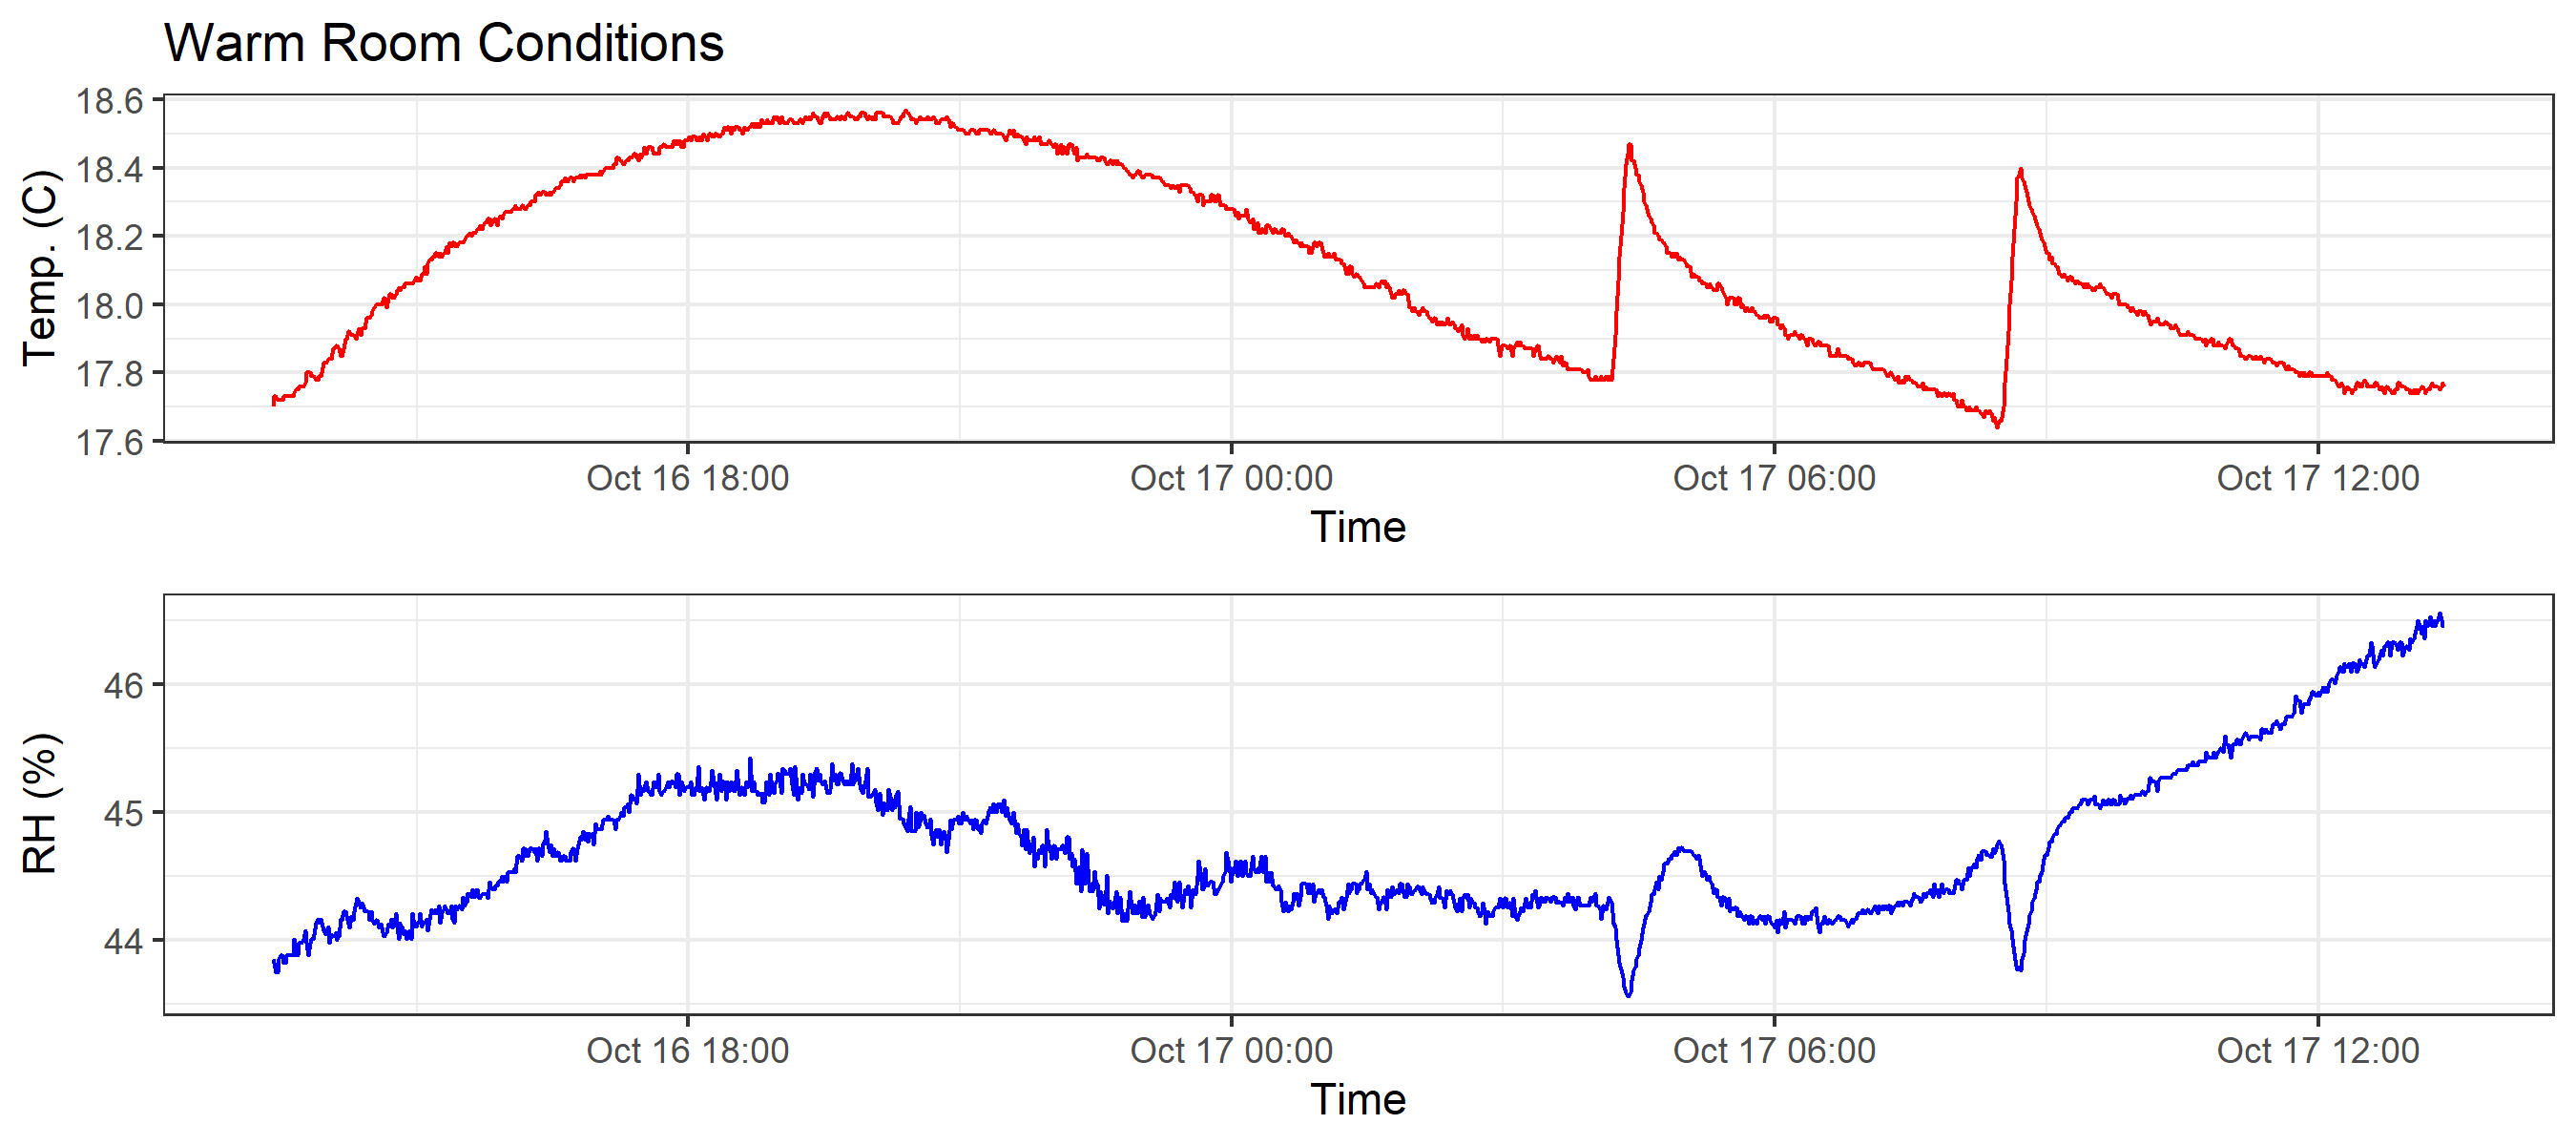 Warm Room Conditions
18.6
18.4
18.2
18.0
17.8
17.6
Temp. (C)
Oct 16 18:00 Oct 17 00:00 Oct 17 06:00 Oct 17 12:00
Time
46
45
44
RH (%)
Oct 16 18:00 Oct 17 00:00 Oct 17 06:00 Oct 17 12:00
Time